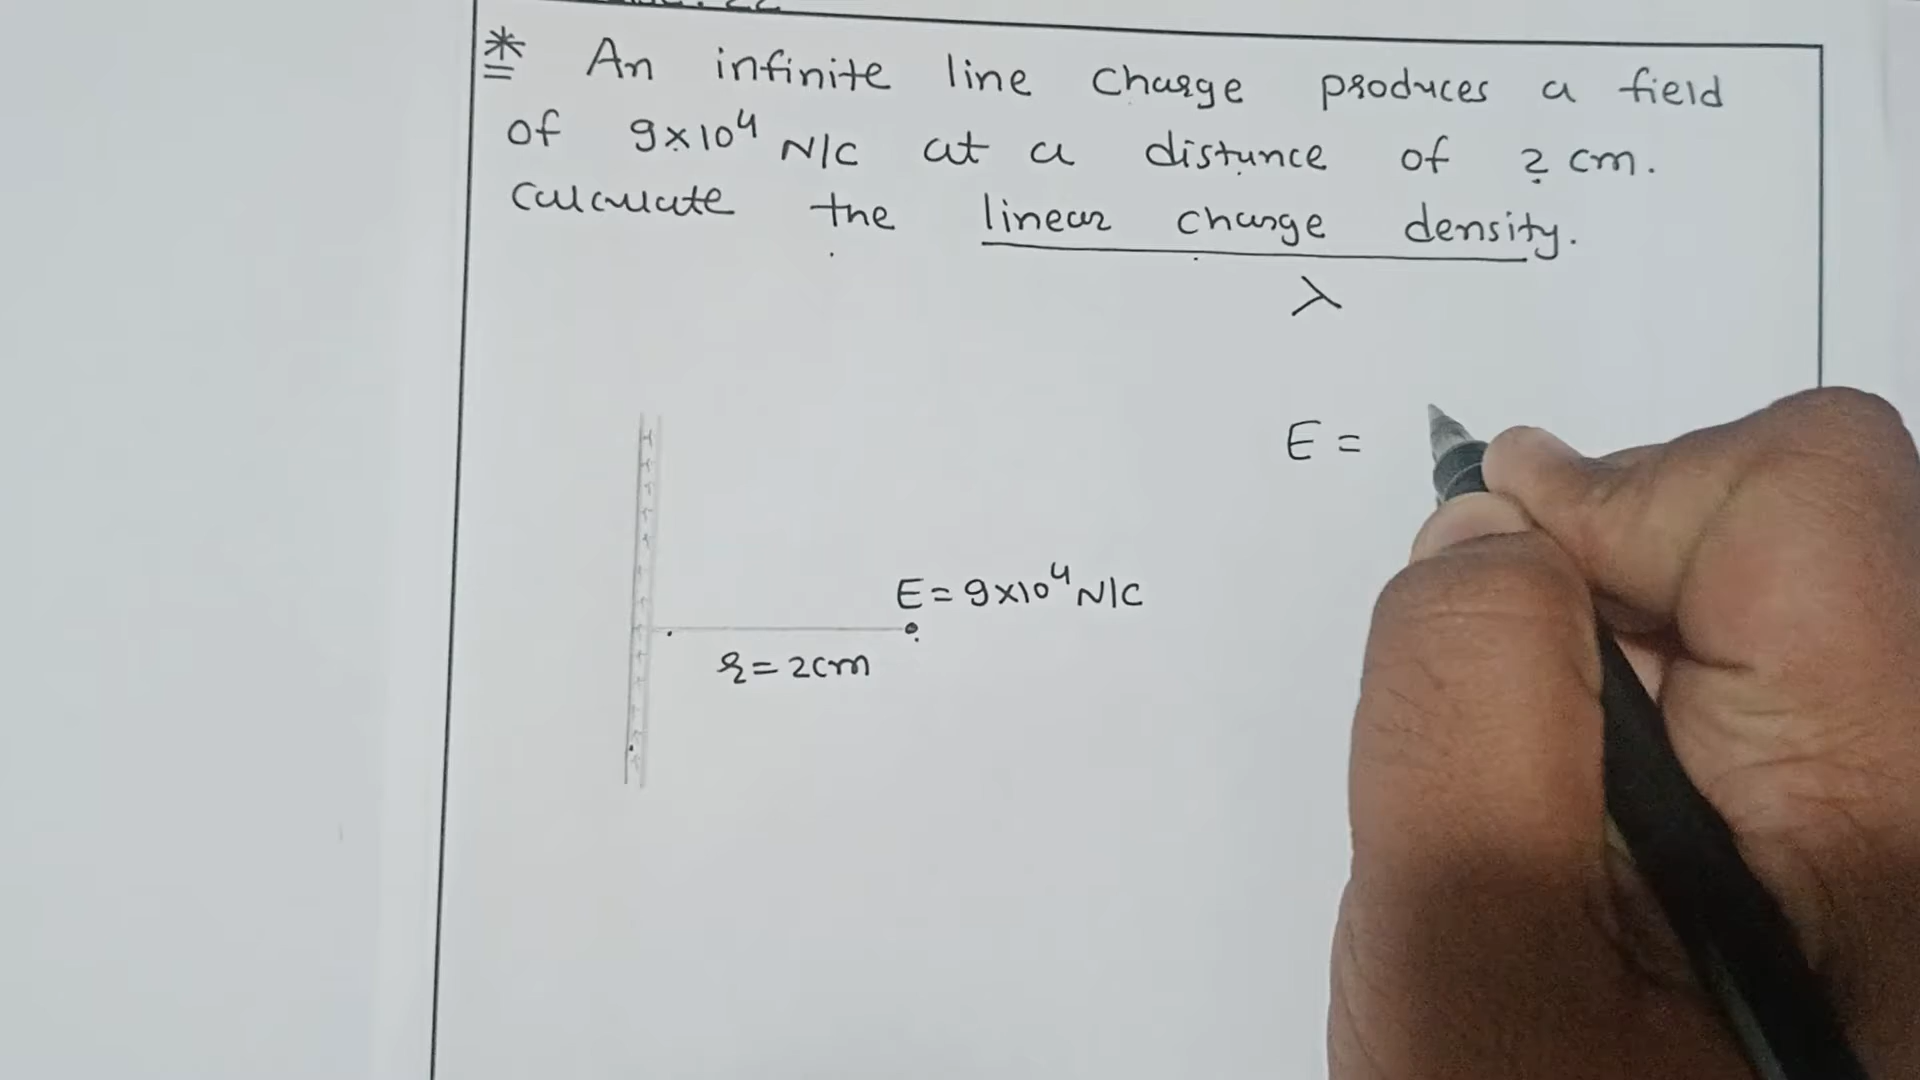 * An infinite line charge produces a field
of 9×10⁴ N/C at a distance of 2 cm.
Calculate the linear charge density.
λ
E =
E = 9×10⁴ N/C
r = 2cm